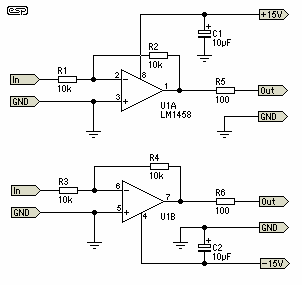 esp
+15V
C1
10µF
R2
10k
8
R1
In
10k
2
1
R5
Out
100
GND
3
U1A
LM1458
GND
R4
10k
In
R3
10k
6
7
R6
Out
100
GND
5
4
U1B
GND
C2
10µF
-15V